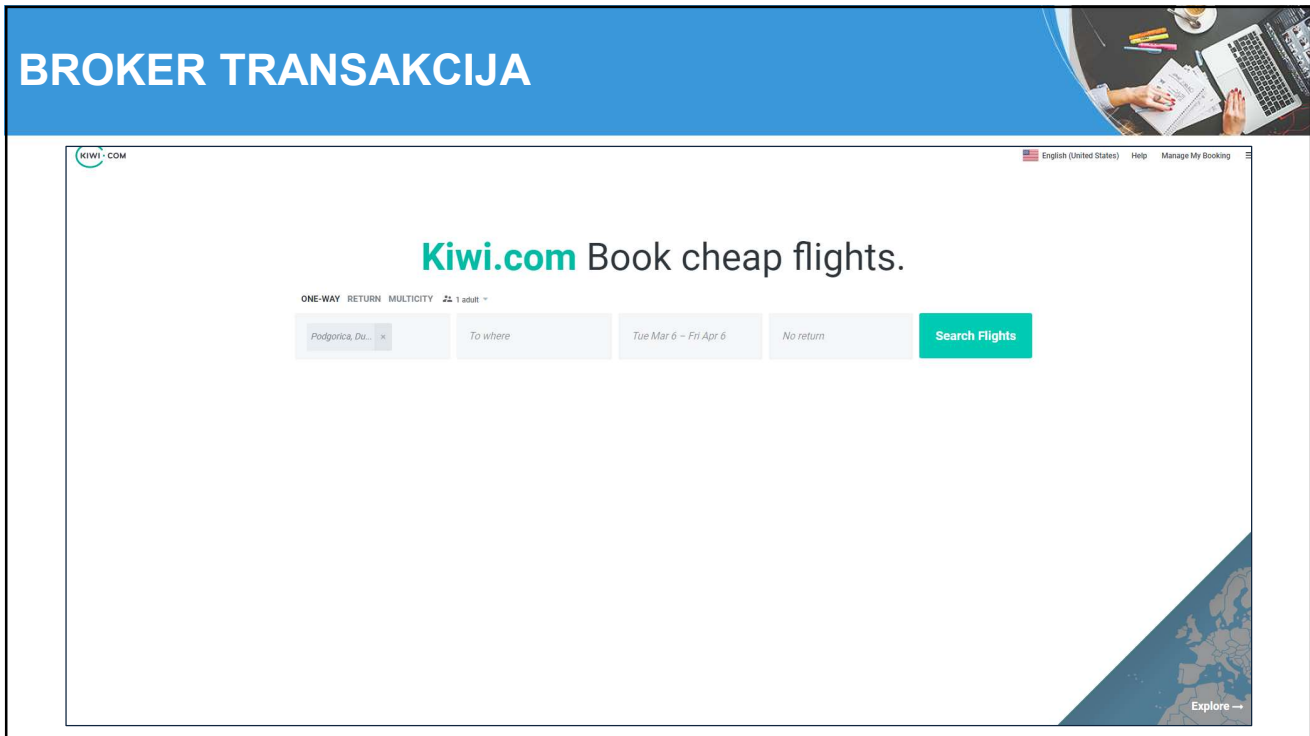 BROKER TRANSAKCIJA
KIWI·COM English (United States) Help Manage My Booking
Kiwi.com Book cheap flights.
ONE-WAY RETURN MULTICITY 1 adult
Podgorica, Du... × To where Tue Mar 6 – Fri Apr 6 No return Search Flights
Explore →